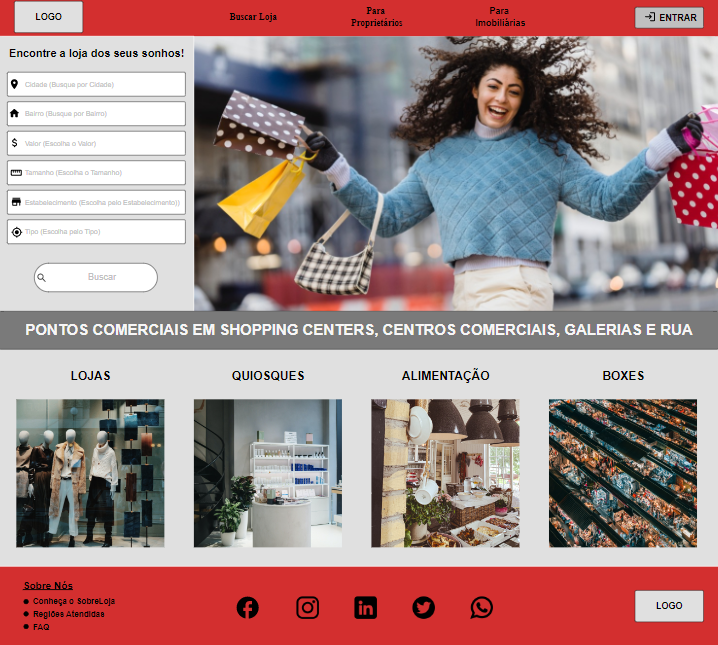 LOGO
Buscar Loja
Para
Proprietários
Para
Imobiliàrias
ENTRAR
Encontre a loja dos seus sonhos!
Cidade (Busque por Cidade)
Bairro (Busque por Bairro)
Valor (Escolha o Valor)
Tamanho (Escolha o Tamanho)
Estabelecimento (Escolha pelo Estabelecimento))
Tipo (Escolha pelo Tipo)
Buscar
PONTOS COMERCIAIS EM SHOPPING CENTERS, CENTROS COMERCIAIS, GALERIAS E RUA
LOJAS
QUIOSQUES
ALIMENTAÇÃO
BOXES
Sobre Nós
Conheça o SobreLoja
Regiões Atendidas
FAQ
LOGO